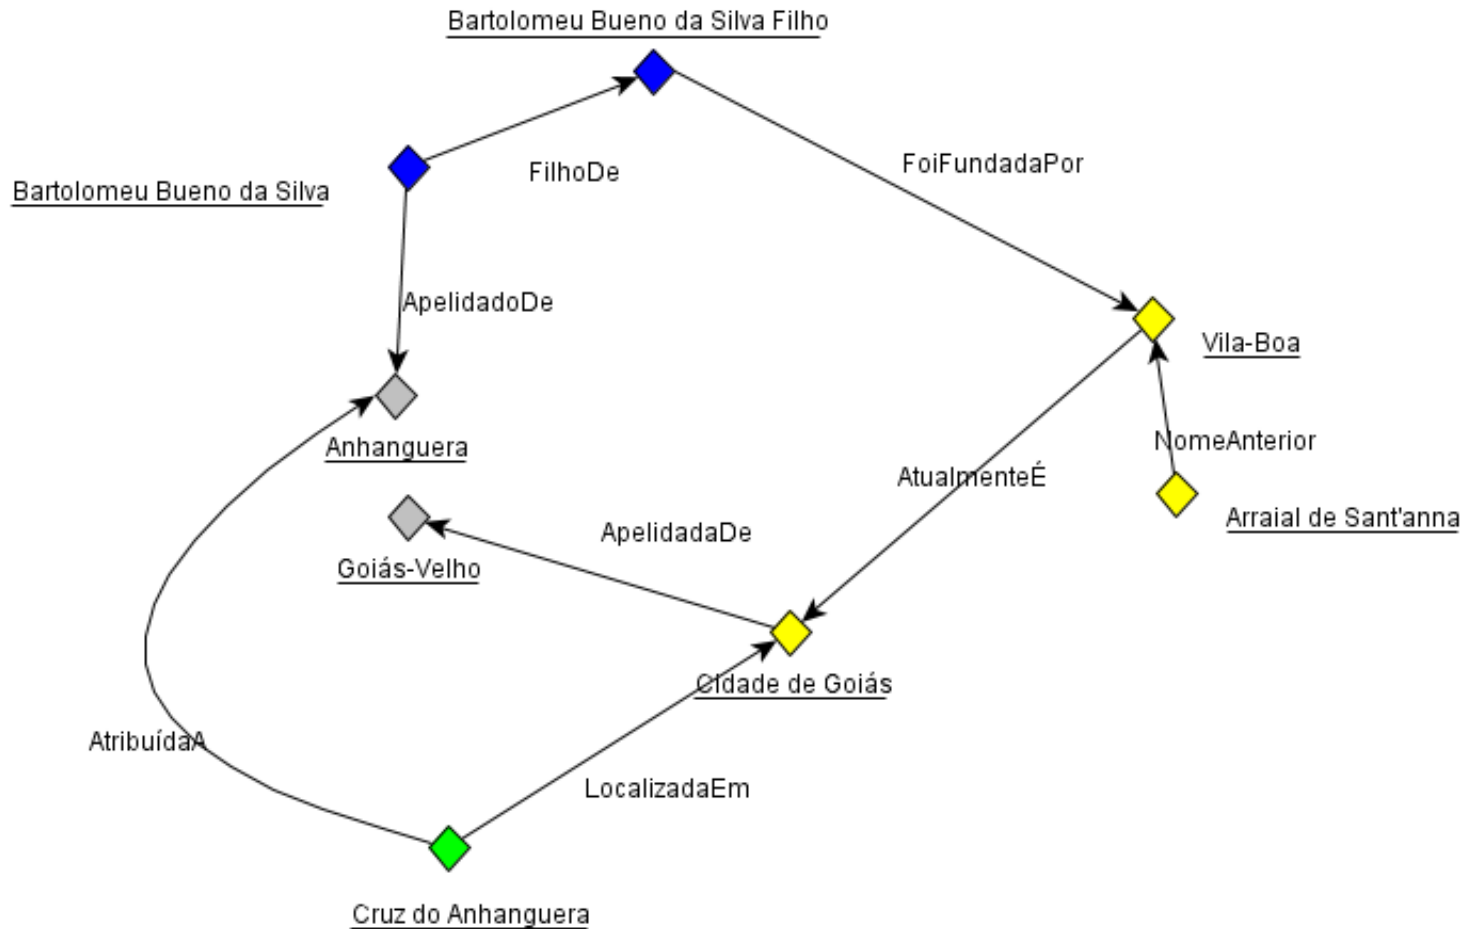 Bartolomeu Bueno da Silva Filho
FoiFundadaPor
FilhoDe
Bartolomeu Bueno da Silva
ApelidadoDe
Vila-Boa
Anhanguera
NomeAnterior
AtualmenteÉ
Arraial de Sant'anna
ApelidadaDe
Goiás-Velho
CIdade de Goiás
AtribuídaA
LocalizadaEm
Cruz do Anhanguera